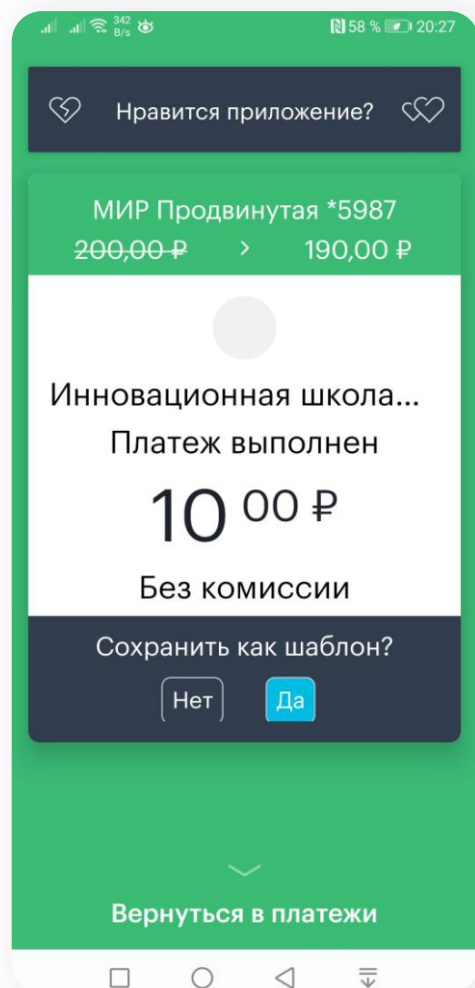 342
B/s
58 %
20:27
Нравится приложение?
МИР Продвинутая *5987
200,00 ₽ > 190,00 ₽
Инновационная школа...
Платеж выполнен
10 00 ₽
Без комиссии
Сохранить как шаблон?
Нет Да
Вернуться в платежи